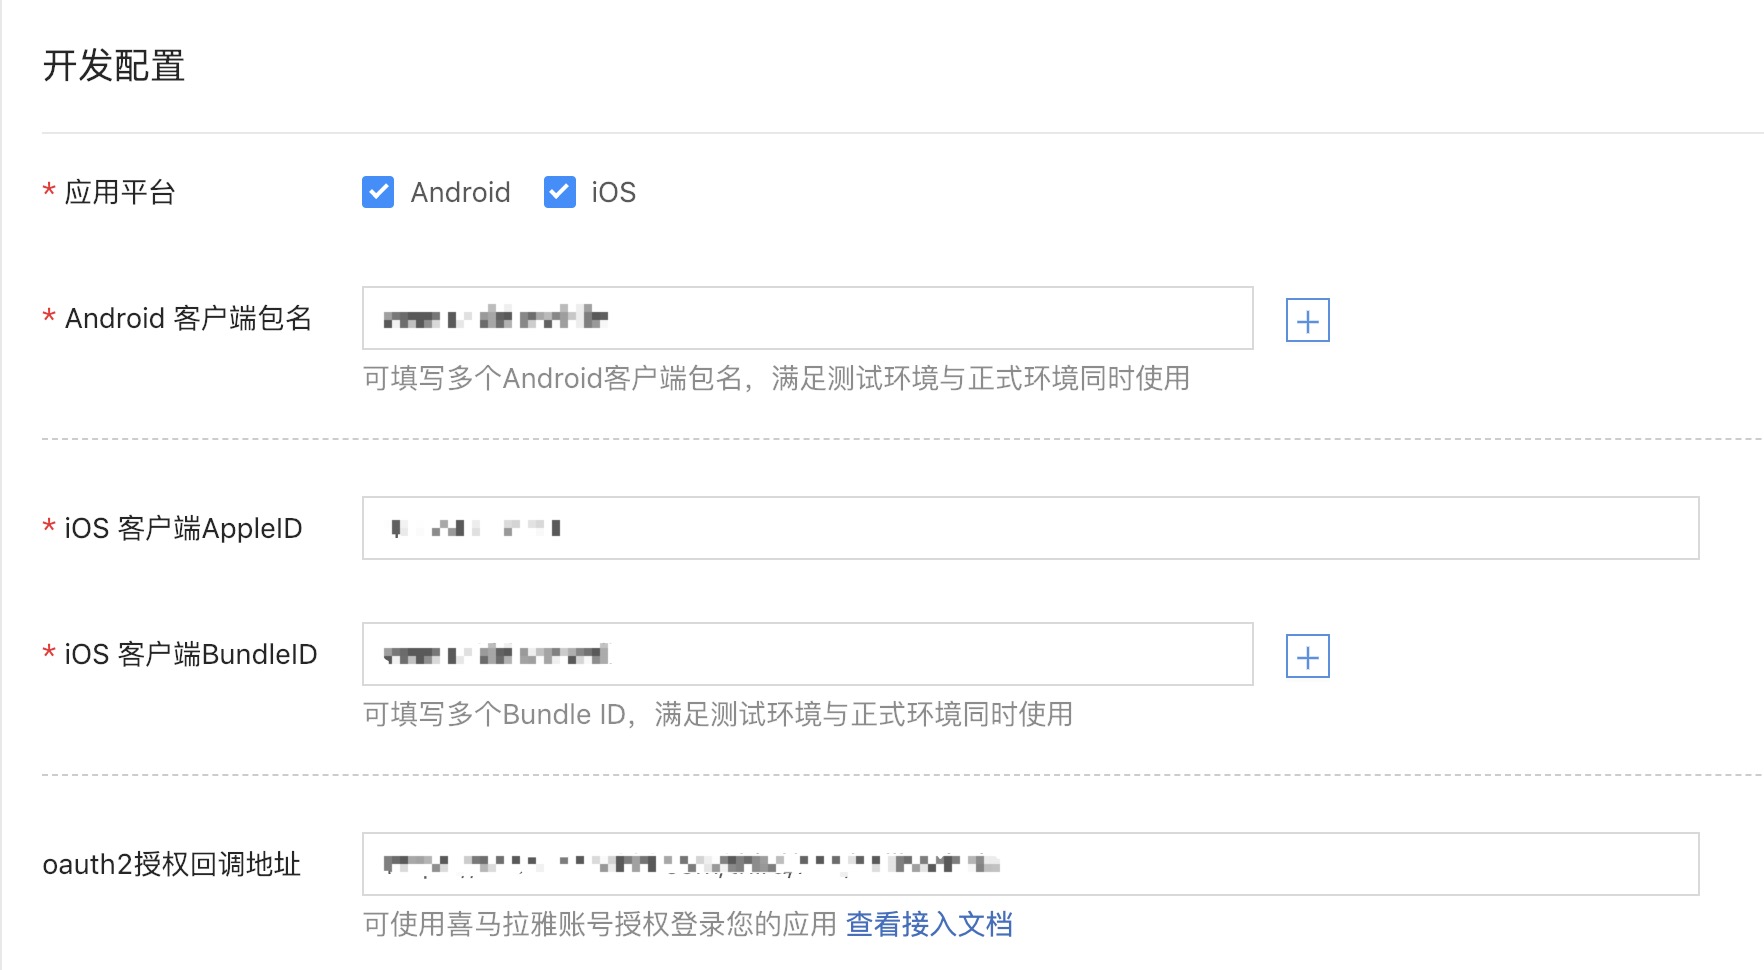 开发配置
* 应用平台 Android iOS
* Android 客户端包名
可填写多个Android客户端包名，满足测试环境与正式环境同时使用
* iOS 客户端AppleID
* iOS 客户端BundleID
可填写多个Bundle ID，满足测试环境与正式环境同时使用
oauth2授权回调地址
可使用喜马拉雅账号授权登录您的应用 查看接入文档